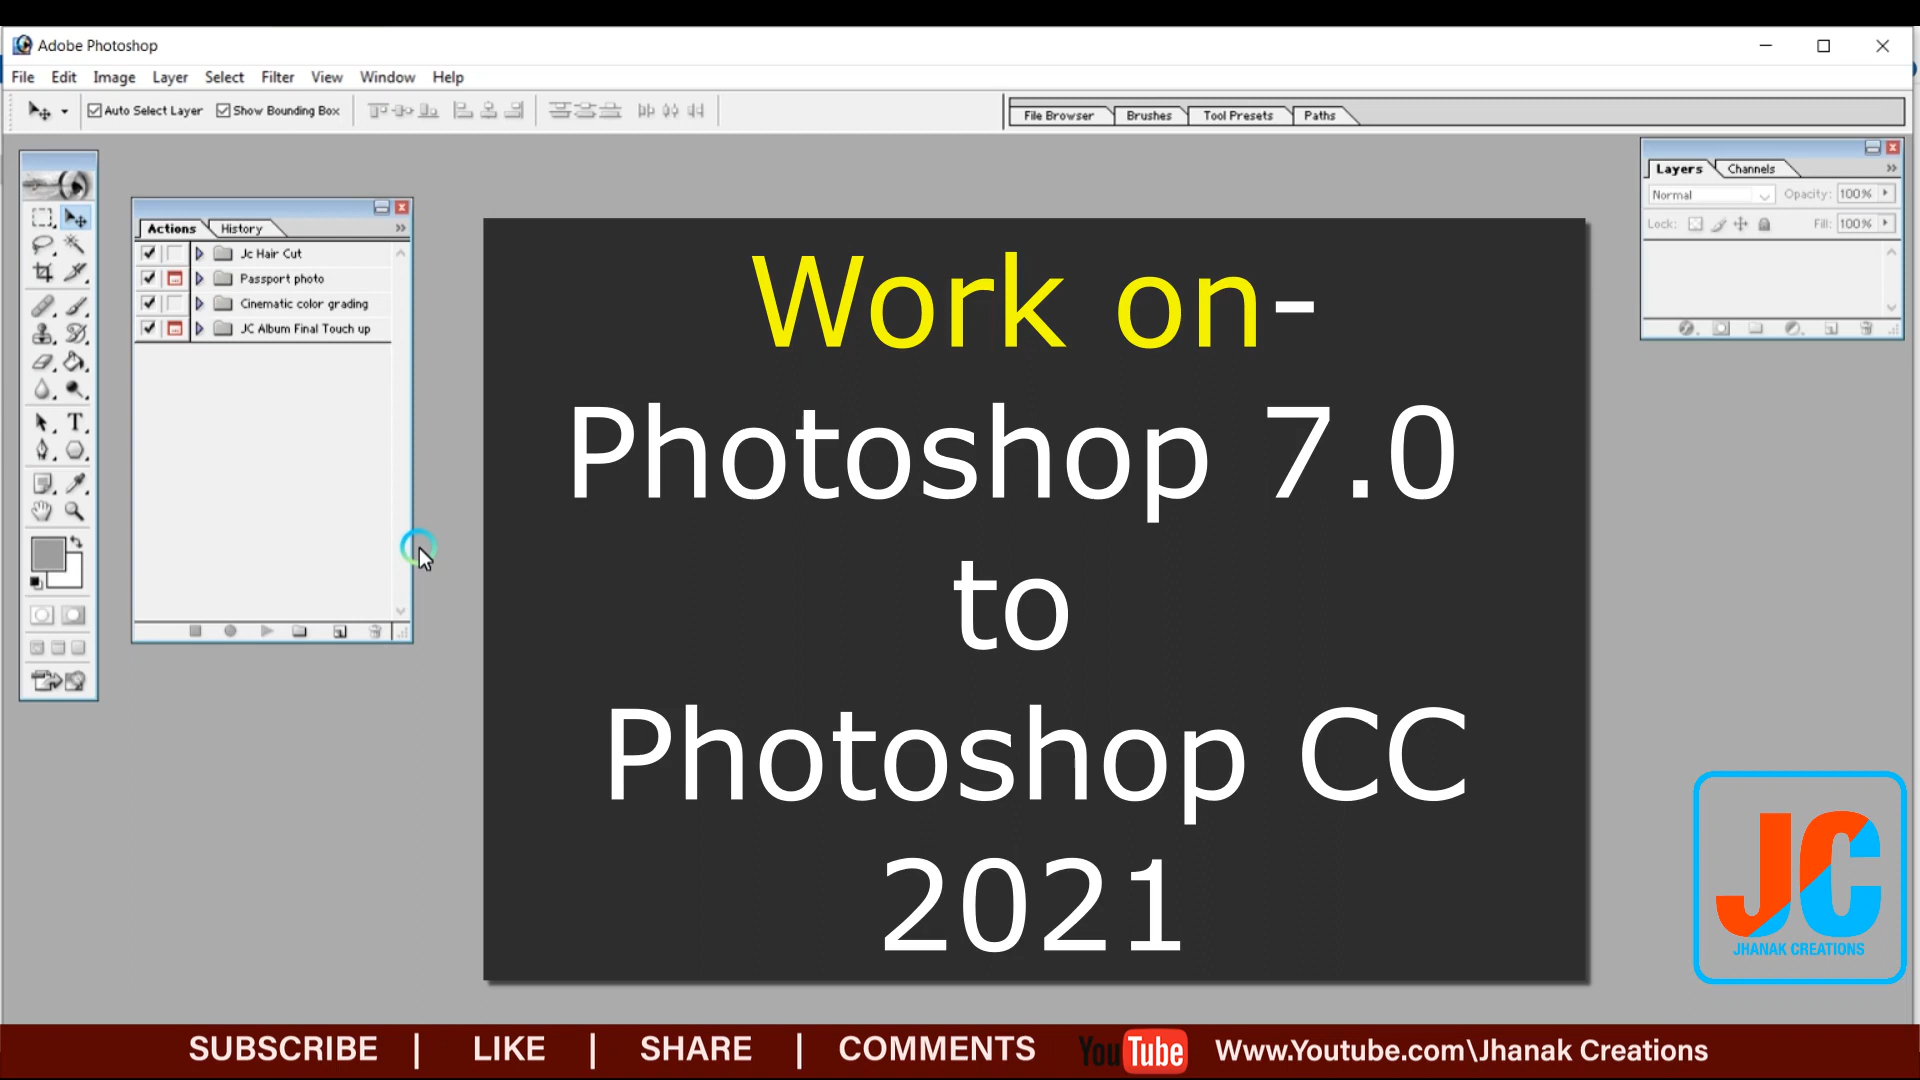 Adobe Photoshop
File Edit Image Layer Select Filter View Window Help
Auto Select Layer Show Bounding Box
File Browser Brushes Tool Presets Paths
Layers Channels
Normal Opacity: 100%
Lock: Fill: 100%
Actions History
Jc Hair Cut
Passport photo
Cinematic color grading
JC Album Final Touch up
T
Work on-
Photoshop 7.0
to
Photoshop CC
2021
JC
JHANAK CREATIONS
SUBSCRIBE | LIKE | SHARE | COMMENTS YouTube Www.Youtube.com\Jhanak Creations